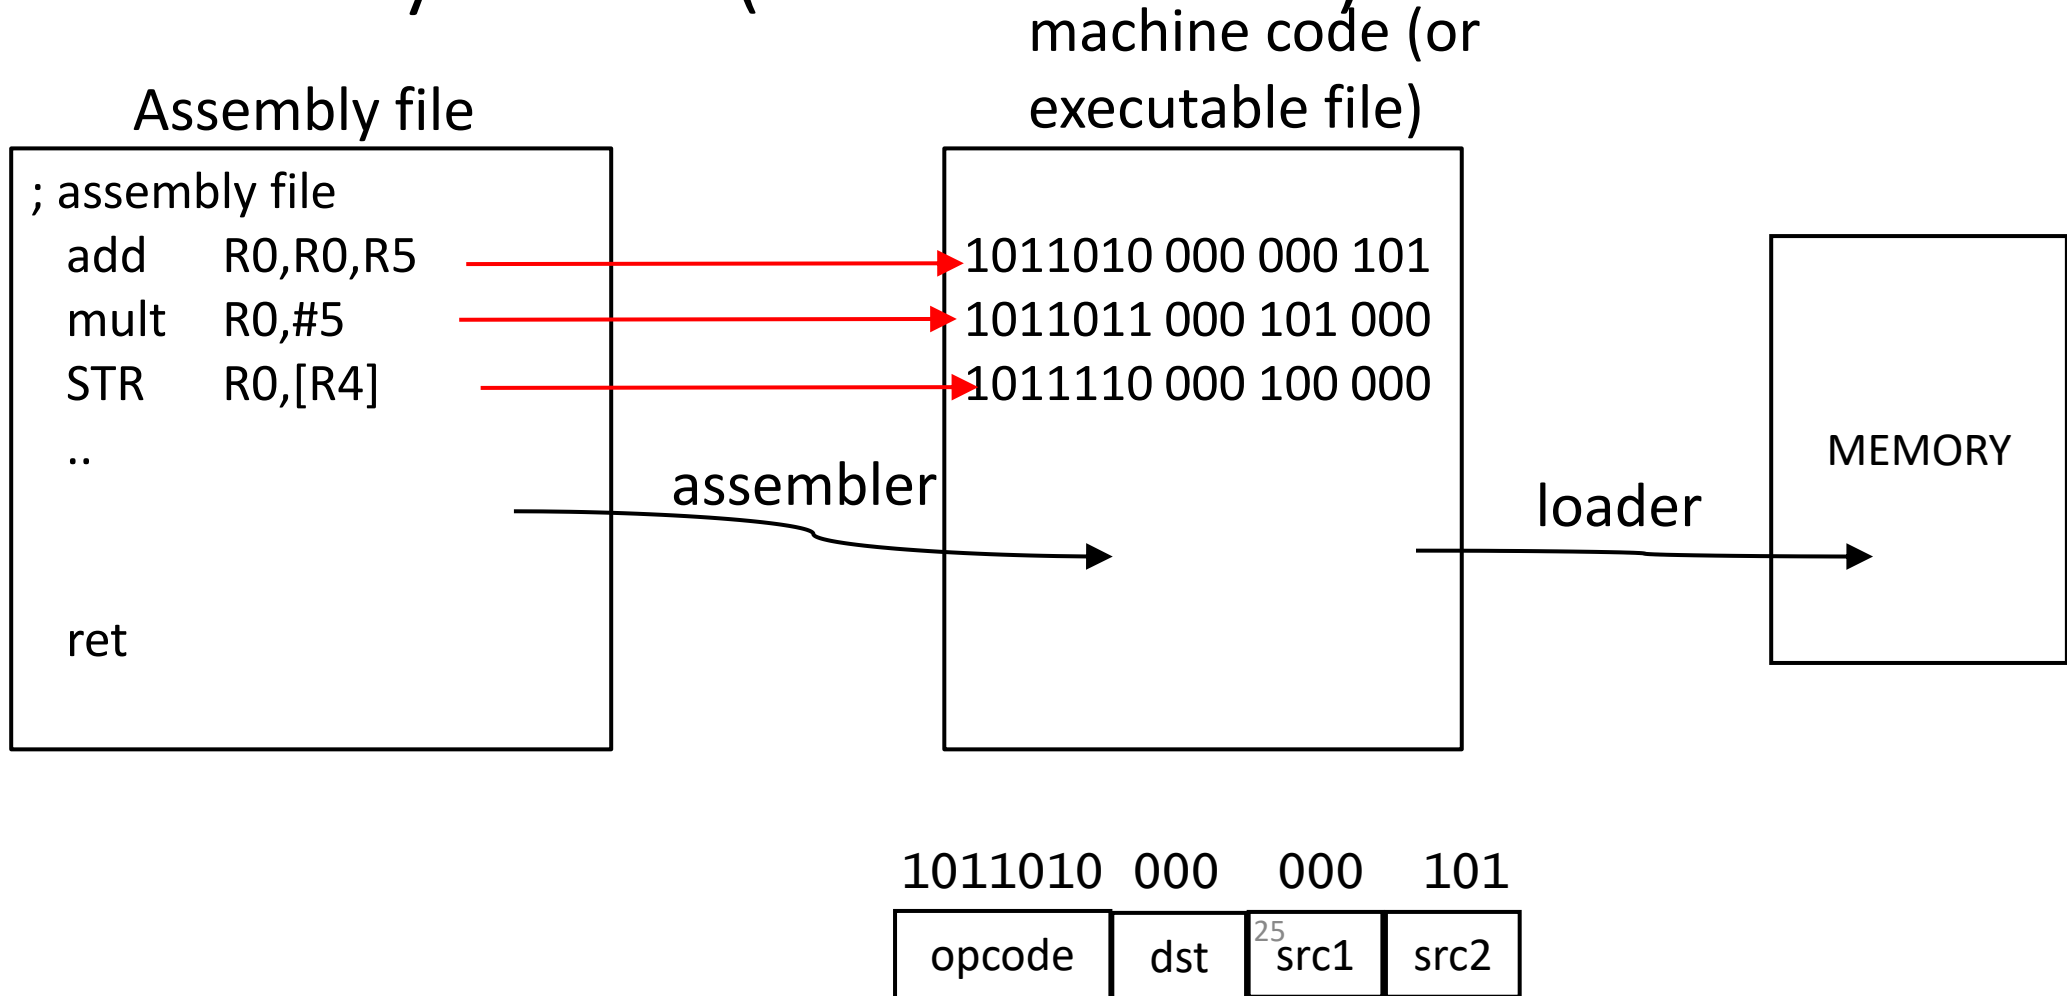 machine code (or
executable file)
Assembly file
; assembly file
add R0,R0,R5
mult R0,#5
STR R0,[R4]
..
ret
1011010 000 000 101
1011011 000 101 000
1011110 000 100 000
assembler
loader
MEMORY
1011010 000 000 101
opcode dst src1 src2
25